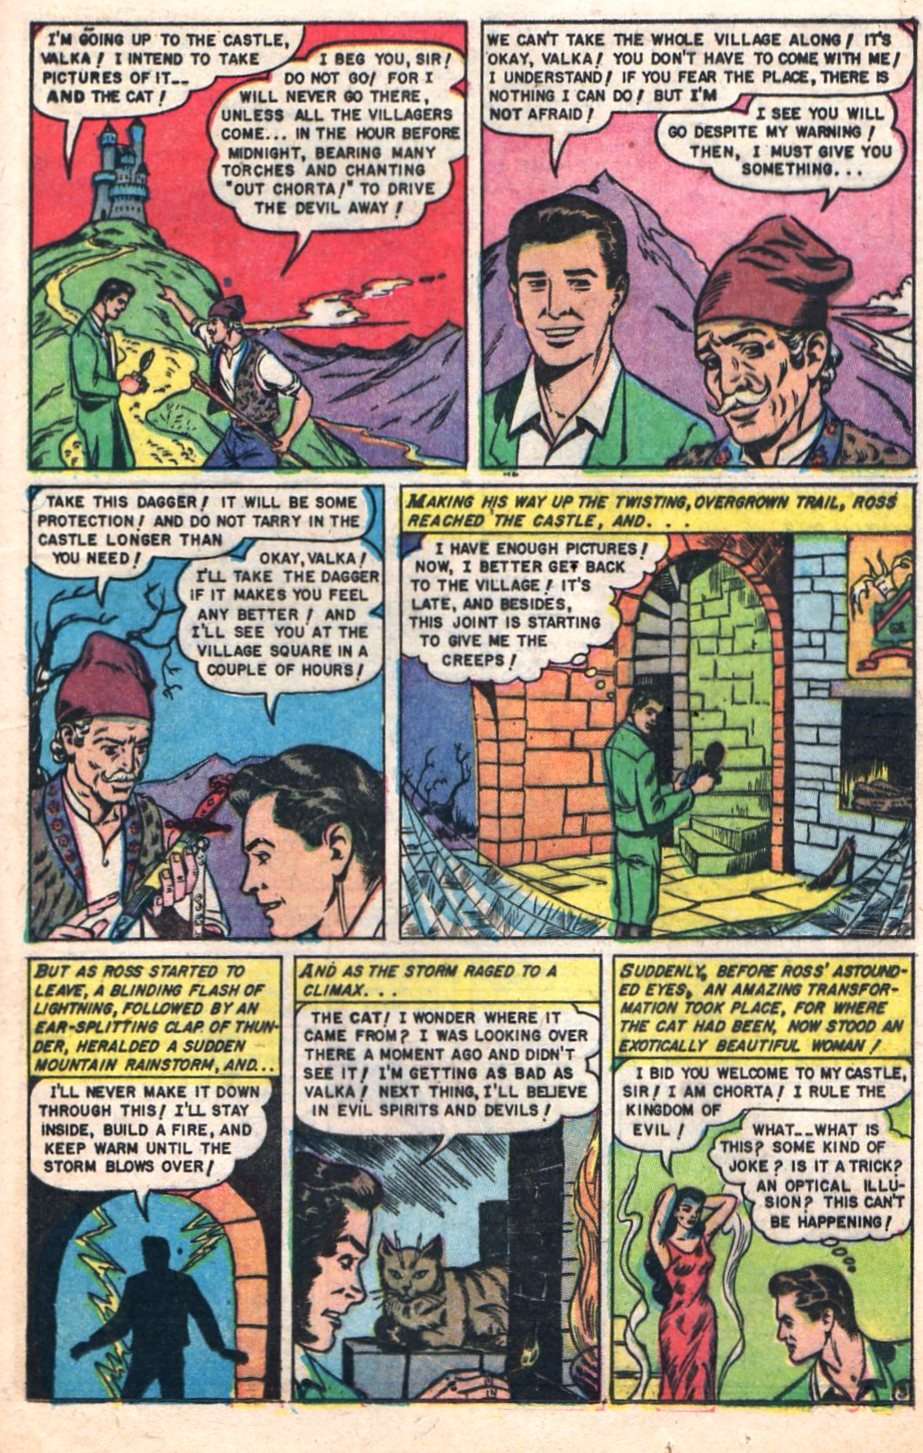 I'M GOING UP TO THE CASTLE,
VALKA! I INTEND TO TAKE
PICTURES OF IT--
AND THE CAT!
I BEG YOU, SIR!
DO NOT GO! FOR I
WILL NEVER GO THERE,
UNLESS ALL THE VILLAGERS
COME... IN THE HOUR BEFORE
MIDNIGHT, BEARING MANY
TORCHES AND CHANTING
"OUT CHORTA!" TO DRIVE
THE DEVIL AWAY!
WE CAN'T TAKE THE WHOLE VILLAGE ALONG! IT'S
OKAY, VALKA! YOU DON'T HAVE TO COME WITH ME!
I UNDERSTAND! IF YOU FEAR THE PLACE, THERE IS
NOTHING I CAN DO! BUT I'M
NOT AFRAID!
I SEE YOU WILL
GO DESPITE MY WARNING!
THEN, I MUST GIVE YOU
SOMETHING...
TAKE THIS DAGGER! IT WILL BE SOME
PROTECTION! AND DO NOT TARRY IN THE
CASTLE LONGER THAN
YOU NEED!
OKAY, VALKA!
I'LL TAKE THE DAGGER
IF IT MAKES YOU FEEL
ANY BETTER! AND
I'LL SEE YOU AT THE
VILLAGE SQUARE IN A
COUPLE OF HOURS!
MAKING HIS WAY UP THE TWISTING, OVERGROWN TRAIL, ROSS
REACHED THE CASTLE, AND...
I HAVE ENOUGH PICTURES!
NOW, I BETTER GET BACK
TO THE VILLAGE! IT'S
LATE, AND BESIDES,
THIS JOINT IS STARTING
TO GIVE ME THE
CREEPS!
BUT AS ROSS STARTED TO
LEAVE, A BLINDING FLASH OF
LIGHTNING, FOLLOWED BY AN
EAR-SPLITTING CLAP OF THUN-
DER, HERALDED A SUDDEN
MOUNTAIN RAINSTORM, AND...
I'LL NEVER MAKE IT DOWN
THROUGH THIS! I'LL STAY
INSIDE, BUILD A FIRE, AND
KEEP WARM UNTIL THE
STORM BLOWS OVER!
AND AS THE STORM RAGED TO A
CLIMAX...
THE CAT! I WONDER WHERE IT
CAME FROM? I WAS LOOKING OVER
THERE A MOMENT AGO AND DIDN'T
SEE IT! I'M GETTING AS BAD AS
VALKA! NEXT THING, I'LL BELIEVE
IN EVIL SPIRITS AND DEVILS!
SUDDENLY, BEFORE ROSS' ASTOUND-
ED EYES, AN AMAZING TRANSFOR-
MATION TOOK PLACE, FOR WHERE
THE CAT HAD BEEN, NOW STOOD AN
EXOTICALLY BEAUTIFUL WOMAN!
I BID YOU WELCOME TO MY CASTLE,
SIR! I AM CHORTA! I RULE THE
KINGDOM OF
EVIL!
WHAT--WHAT IS
THIS? SOME KIND OF
JOKE? IS IT A TRICK?
AN OPTICAL ILLU-
SION? THIS CAN'T
BE HAPPENING!